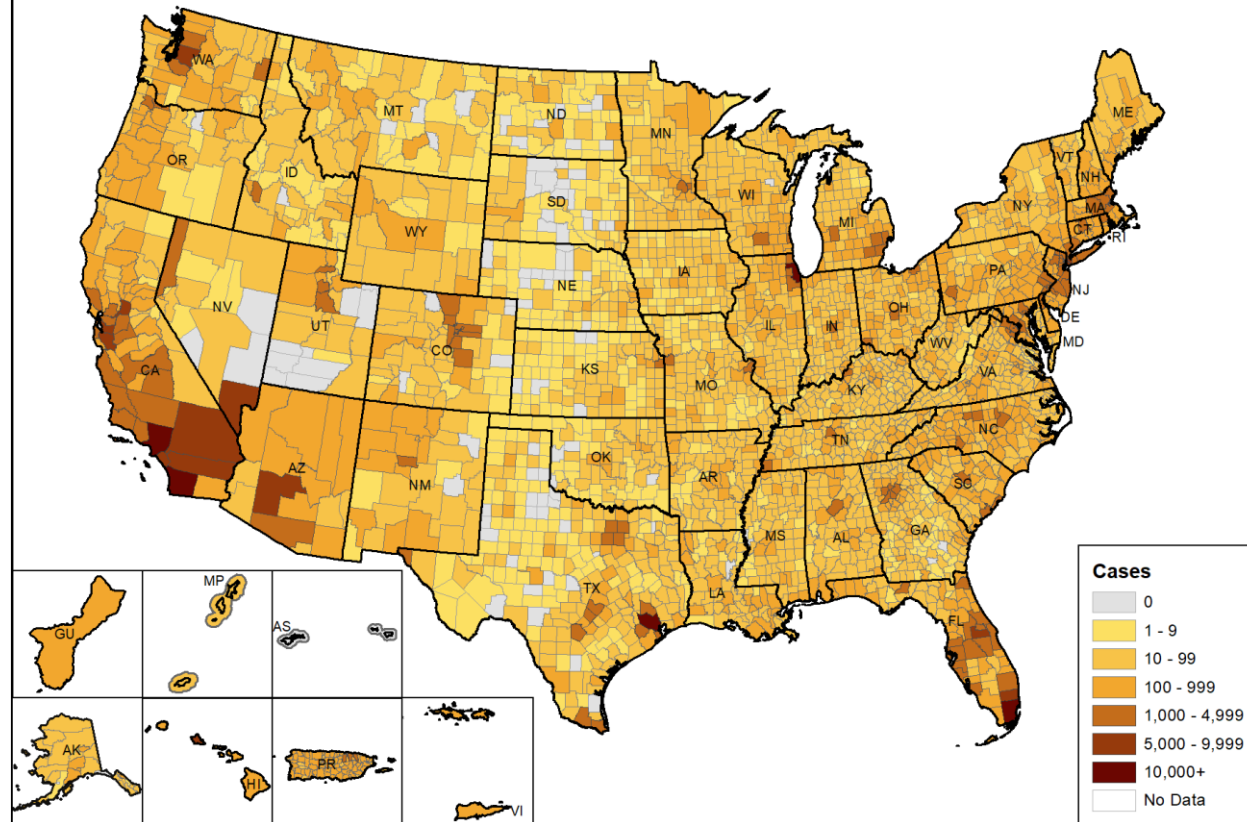 WA
MT
ND
MN
ME
OR
ID
SD
WI
VT
NH
NY
MA
MI
CT
RI
WY
IA
NE
PA
NJ
NV
UT
IL
IN
OH
DE
MD
CA
CO
KS
MO
WV
VA
KY
NC
TN
AZ
NM
OK
AR
SC
MS
AL
GA
TX
LA
FL
GU
MP
AS
AK
HI
PR
VI
Cases
0
1 - 9
10 - 99
100 - 999
1,000 - 4,999
5,000 - 9,999
10,000+
No Data